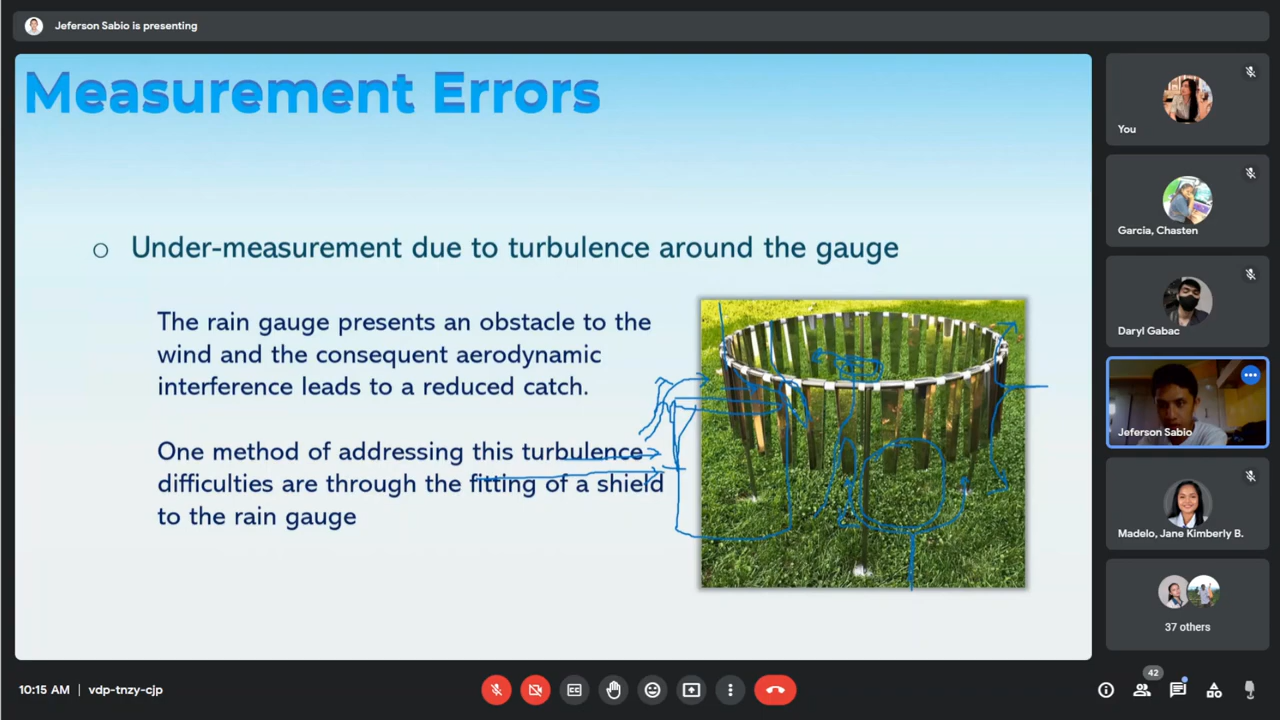 Jeferson Sabio is presenting
Measurement Errors
o Under-measurement due to turbulence around the gauge
The rain gauge presents an obstacle to the
wind and the consequent aerodynamic
interference leads to a reduced catch.
One method of addressing this turbulence
difficulties are through the fitting of a shield
to the rain gauge
You
Garcia, Chasten
Daryl Gabac
Jeferson Sabio
Madelo, Jane Kimberly B.
37 others
10:15 AM | vdp-tnzy-cjp
CC
42